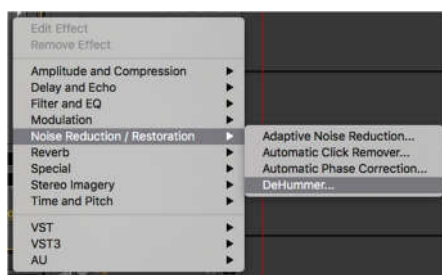 Edit Effect
Remove Effect
Amplitude and Compression
Delay and Echo
Filter and EQ
Modulation
Noise Reduction / Restoration
Reverb
Special
Stereo Imagery
Time and Pitch
VST
VST3
AU
Adaptive Noise Reduction...
Automatic Click Remover...
Automatic Phase Correction...
DeHummer...